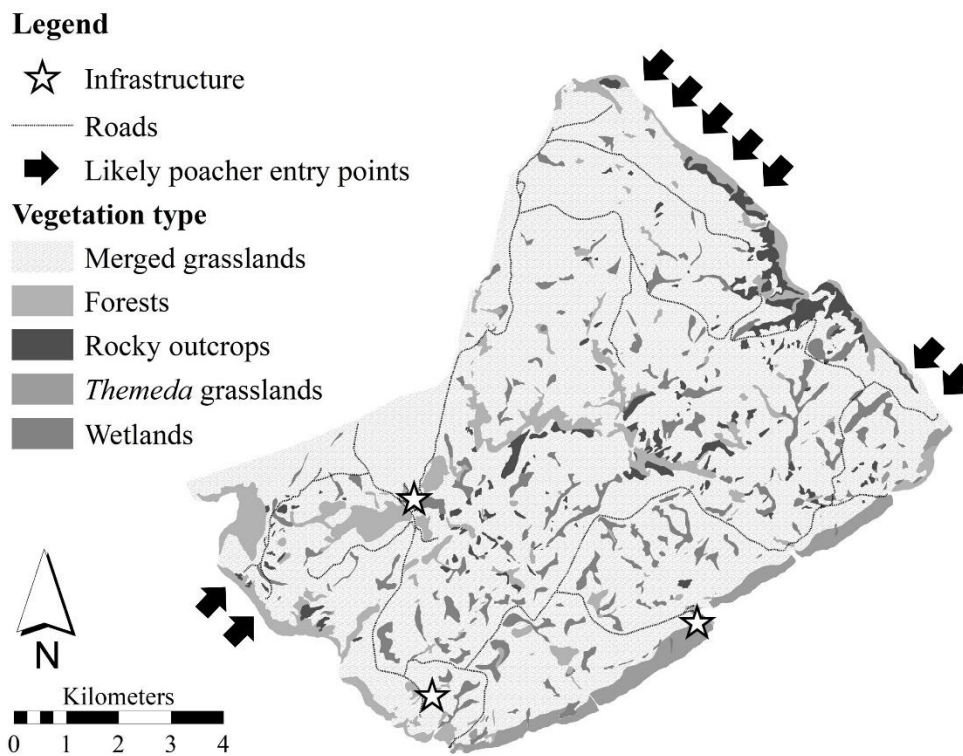 Legend
Infrastructure
Roads
Likely poacher entry points
Vegetation type
Merged grasslands
Forests
Rocky outcrops
Themeda grasslands
Wetlands
N
Kilometers
0 1 2 3 4